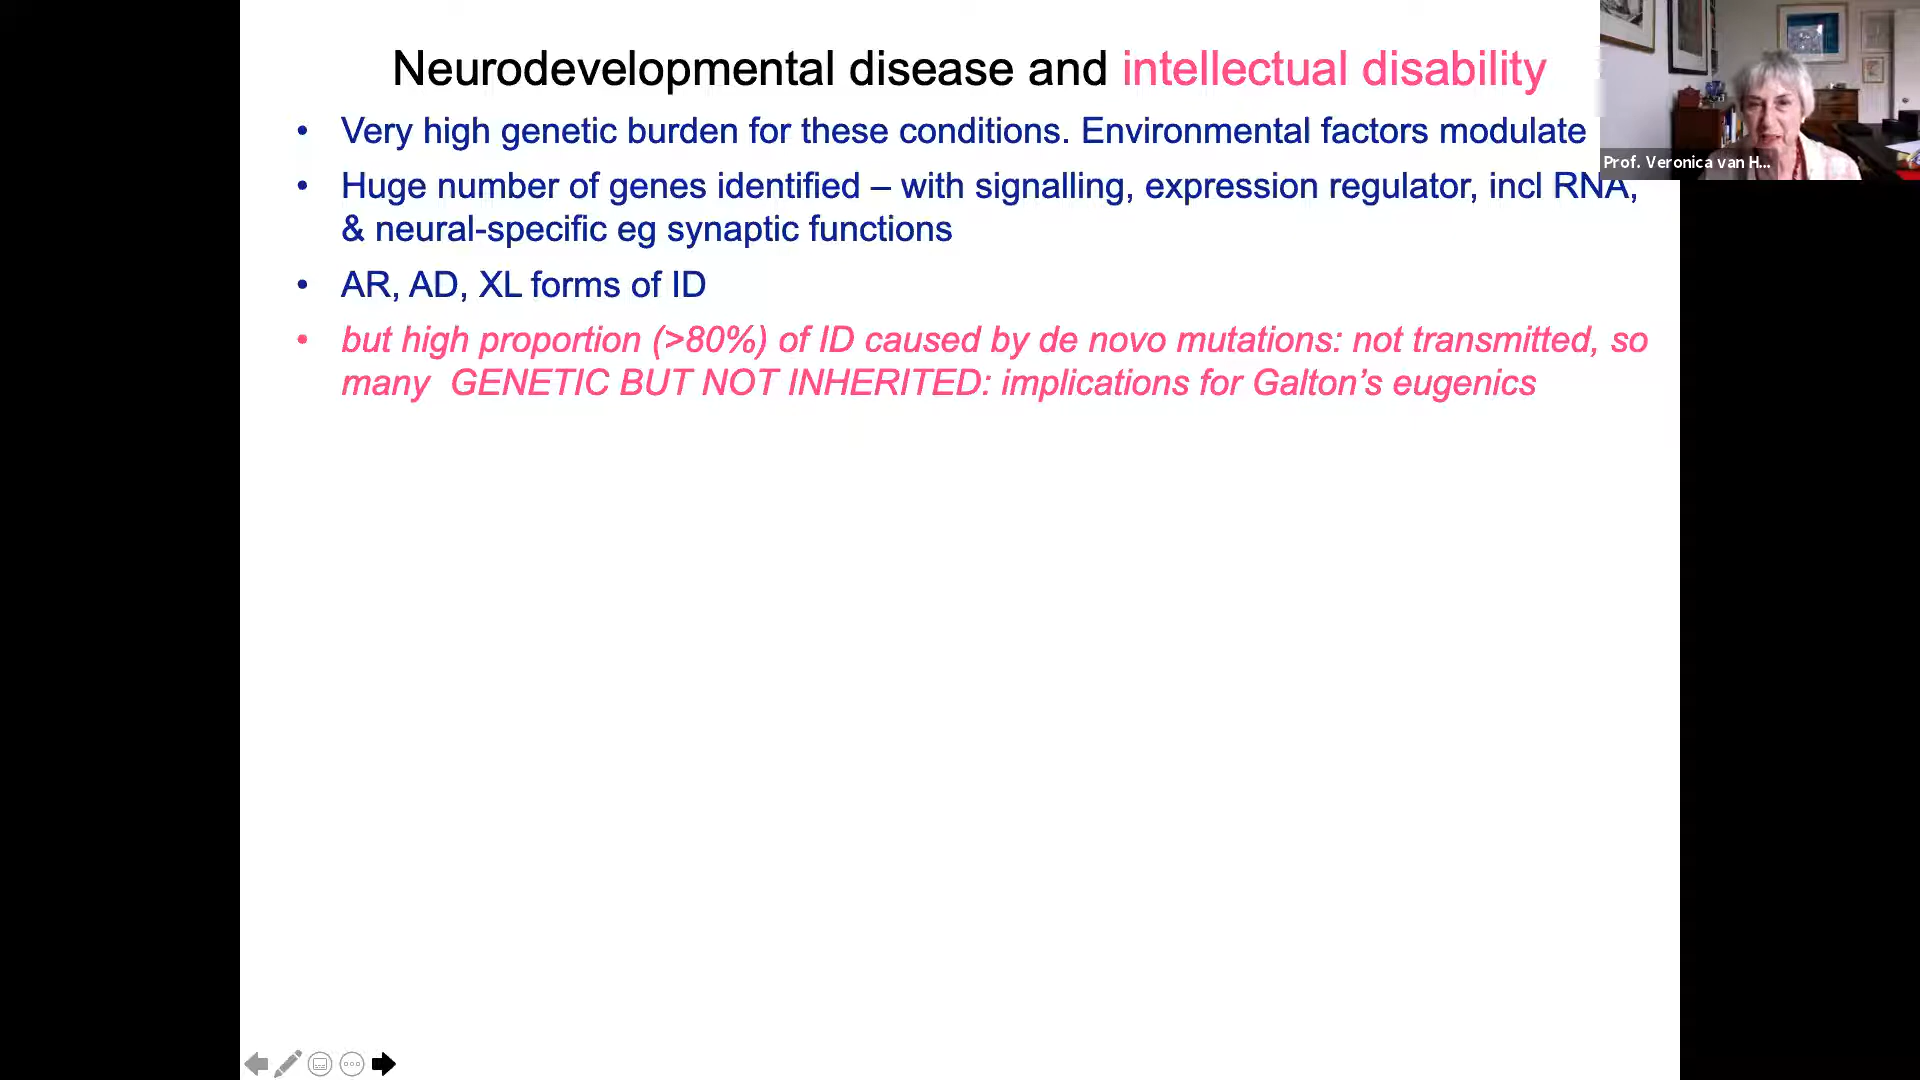 Neurodevelopmental disease and intellectual disability
• Very high genetic burden for these conditions. Environmental factors modulate
• Huge number of genes identified – with signalling, expression regulator, incl RNA,
& neural-specific eg synaptic functions
• AR, AD, XL forms of ID
• but high proportion (>80%) of ID caused by de novo mutations: not transmitted, so
many GENETIC BUT NOT INHERITED: implications for Galton's eugenics
Prof. Veronica van H...